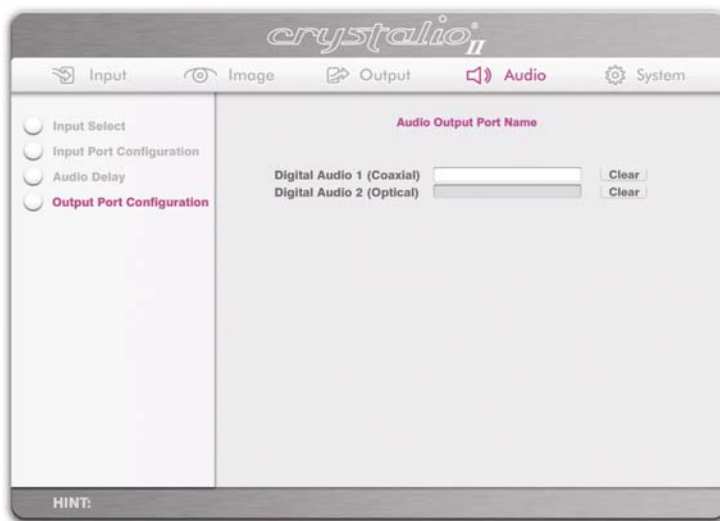 crystalio II
Input Image Output Audio System
Input Select
Input Port Configuration
Audio Delay
Output Port Configuration
Audio Output Port Name
Digital Audio 1 (Coaxial) Clear
Digital Audio 2 (Optical) Clear
HINT: